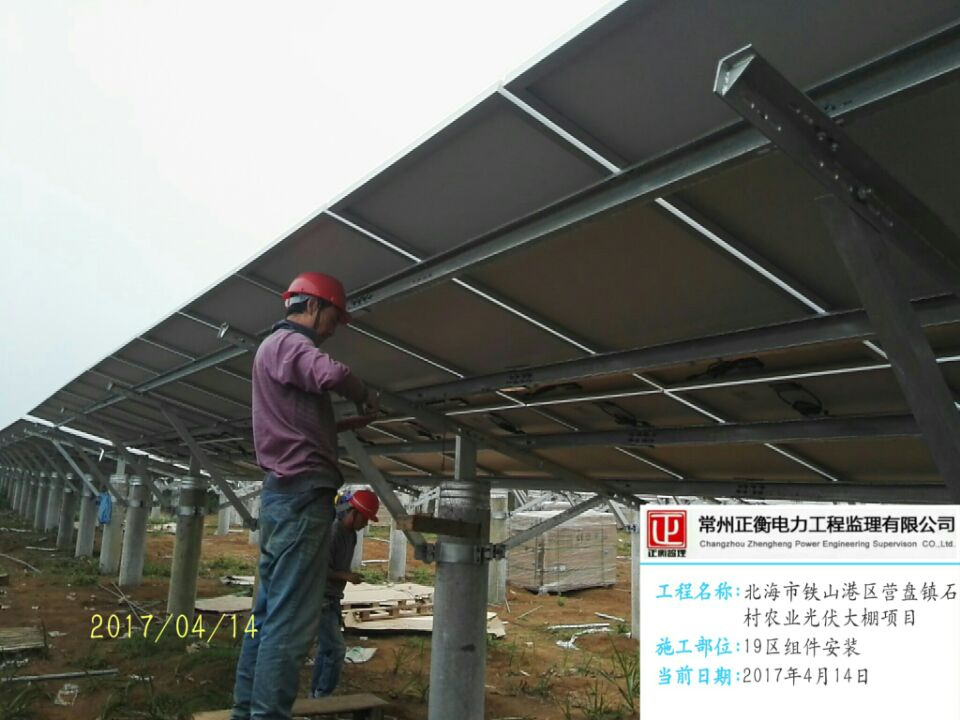 2017/04/14
正衡监理
常州正衡电力工程监理有限公司
Changzhou Zhengheng Power Engineering Supervison CO.,Ltd.
工程名称:北海市铁山港区营盘镇石
村农业光伏大棚项目
施工部位:19区组件安装
当前日期:2017年4月14日